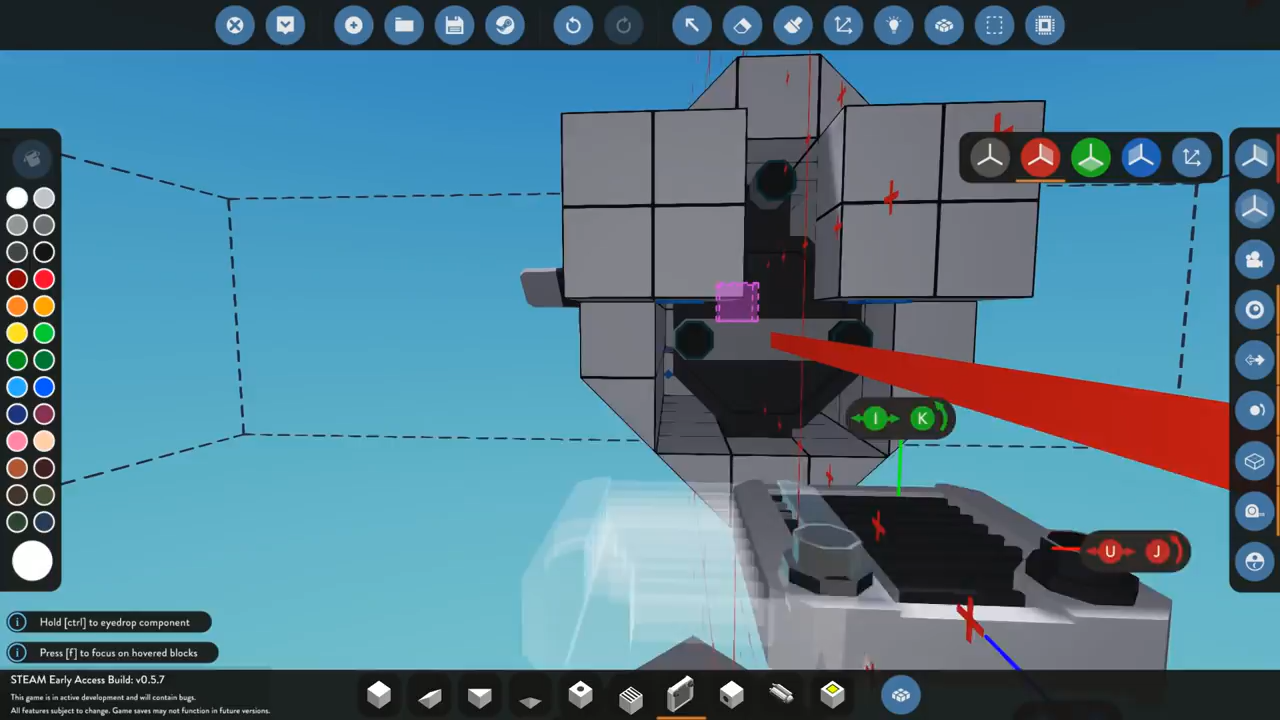 I K
U J
Hold [ctrl] to eyedrop component
Press [f] to focus on hovered blocks
STEAM Early Access Build: v0.5.7
This game is in active development and will contain bugs.
All features subject to change. Game saves may not function in future versions.